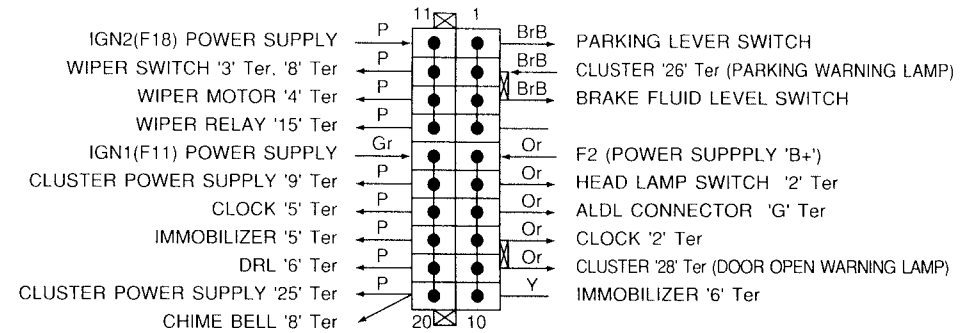 11 1
IGN2(F18) POWER SUPPLY P BrB PARKING LEVER SWITCH
WIPER SWITCH '3' Ter, '8' Ter P BrB CLUSTER '26' Ter (PARKING WARNING LAMP)
WIPER MOTOR '4' Ter P BrB BRAKE FLUID LEVEL SWITCH
WIPER RELAY '15' Ter P
IGN1(F11) POWER SUPPLY Gr Or F2 (POWER SUPPPLY 'B+')
CLUSTER POWER SUPPLY '9' Ter P Or HEAD LAMP SWITCH '2' Ter
CLOCK '5' Ter P Or ALDL CONNECTOR 'G' Ter
IMMOBILIZER '5' Ter P Or CLOCK '2' Ter
DRL '6' Ter P Or CLUSTER '28' Ter (DOOR OPEN WARNING LAMP)
CLUSTER POWER SUPPLY '25' Ter P Y IMMOBILIZER '6' Ter
CHIME BELL '8' Ter 20 10